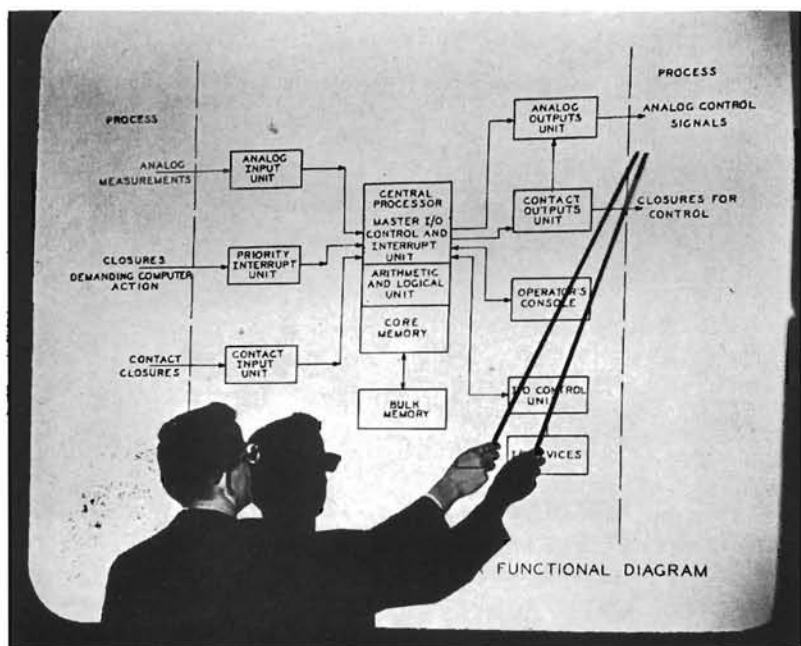 PROCESS
ANALOG
MEASUREMENTS
ANALOG
INPUT
UNIT
CLOSURES
DEMANDING COMPUTER
ACTION
PRIORITY
INTERRUPT
UNIT
CONTACT
CLOSURES
CONTACT
INPUT
UNIT
CENTRAL
PROCESSOR
MASTER I/O
CONTROL AND
INTERRUPT
UNIT
ARITHMETIC
AND LOGICAL
UNIT
CORE
MEMORY
BULK
MEMORY
ANALOG
OUTPUTS
UNIT
CONTACT
OUTPUTS
UNIT
OPERATOR'S
CONSOLE
I/O CONTROL
UNIT
PROCESS
ANALOG CONTROL
SIGNALS
CLOSURES FOR
CONTROL
FUNCTIONAL DIAGRAM